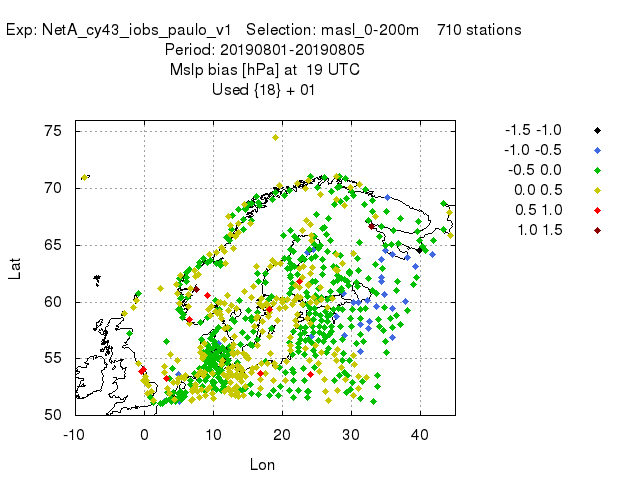 Exp: NetA_cy43_iobs_paulo_v1   Selection: masl_0-200m    710 stations
Period: 20190801-20190805
Mslp bias [hPa] at  19 UTC
Used {18} + 01
75
70
65
60
55
50
Lat
-10 0 10 20 30 40
Lon
-1.5 -1.0
-1.0 -0.5
-0.5 0.0
0.0 0.5
0.5 1.0
1.0 1.5